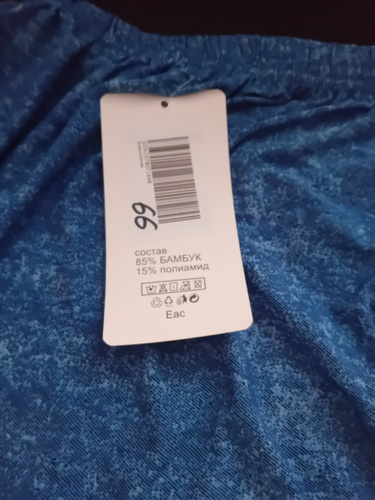 66
состав
85% БАМБУК
15% полиамид
Eac